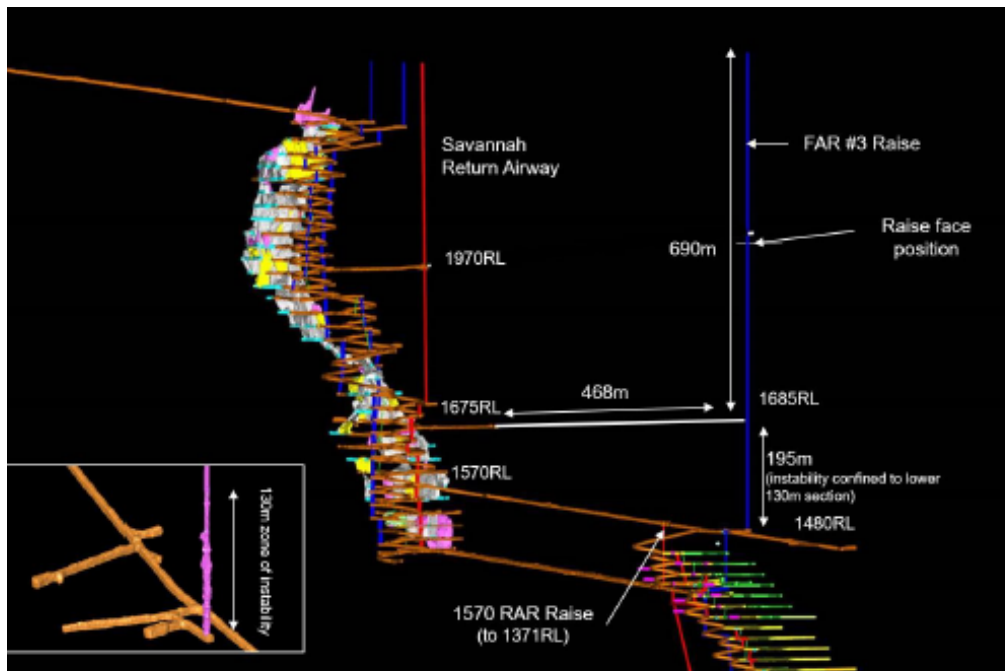 Savannah
Return Airway
FAR #3 Raise
Raise face
position
690m
1970RL
468m
1675RL
1685RL
1570RL
195m
(instability confined to lower
130m section)
1480RL
130m zone of instability
1570 RAR Raise
(to 1371RL)